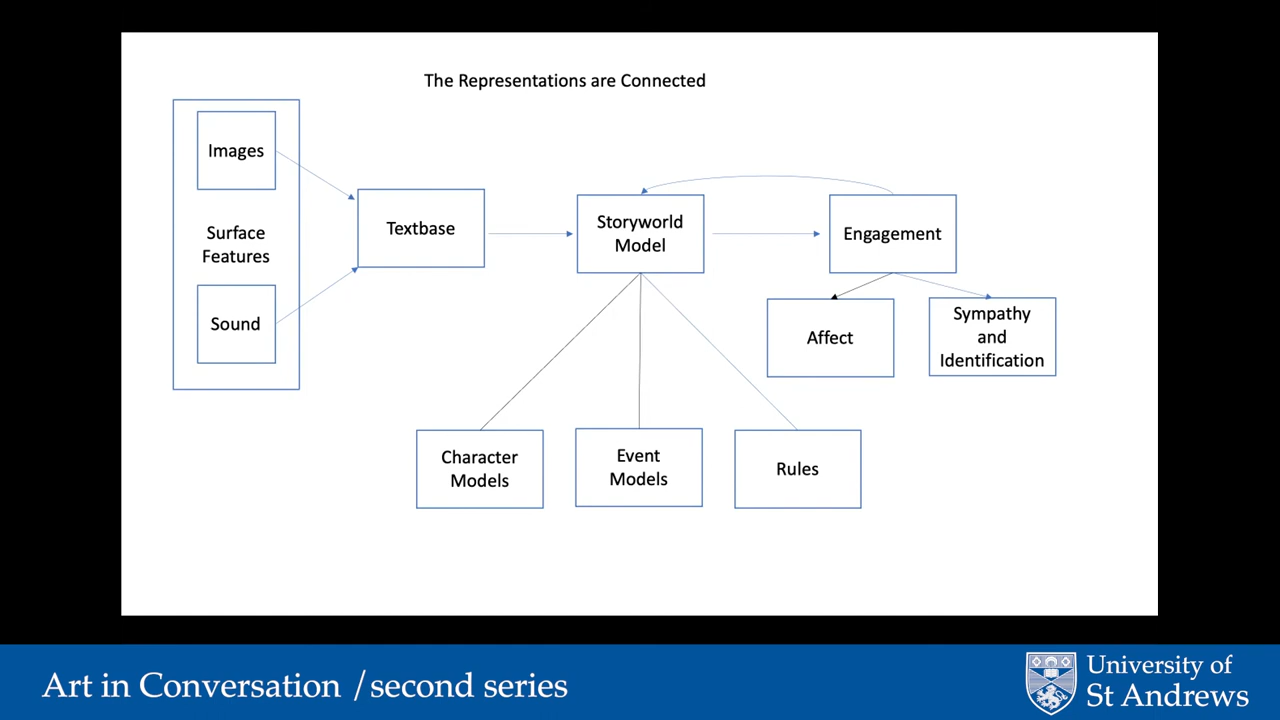 The Representations are Connected
Images
Surface
Features
Sound
Textbase
Storyworld
Model
Engagement
Affect
Sympathy
and
Identification
Character
Models
Event
Models
Rules
Art in Conversation / second series
University of
St Andrews